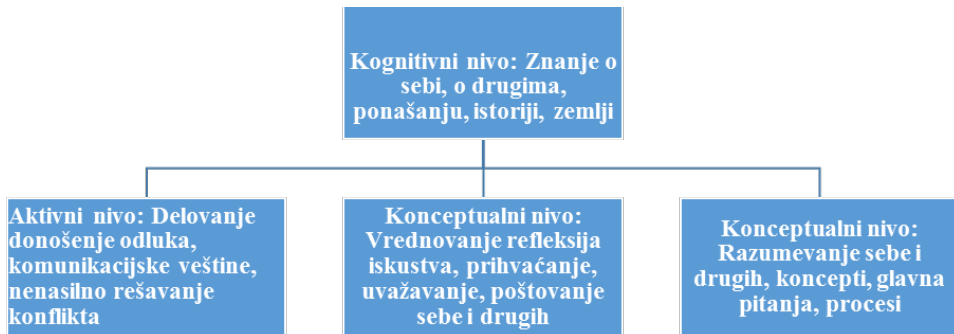 Kognitivni nivo: Znanje o
sebi, o drugima,
ponašanju, istoriji, zemlji
Aktivni nivo: Delovanje
donošenje odluka,
komunikacijske veštine,
nenasilno rešavanje
konflikta
Konceptualni nivo:
Vrednovanje refleksija
iskustva, prihvaćanje,
uvažavanje, poštovanje
sebe i drugih
Konceptualni nivo:
Razumevanje sebe i
drugih, koncepti, glavna
pitanja, procesi